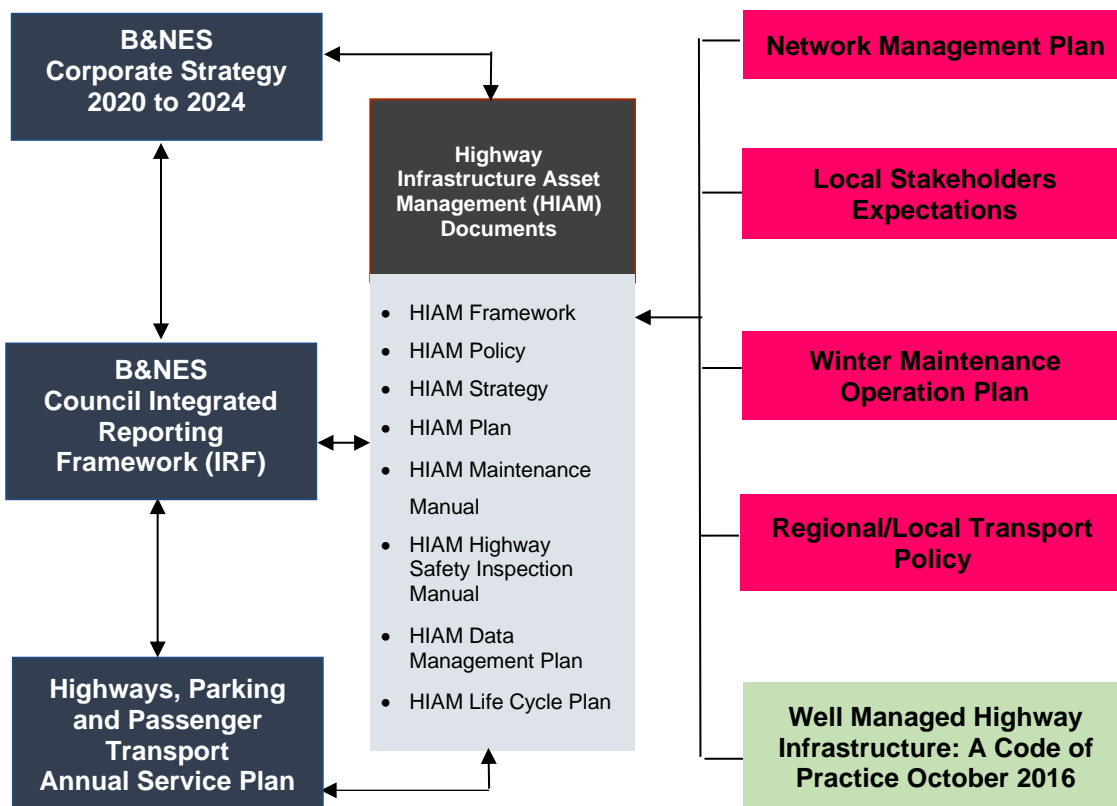 B&NES
Corporate Strategy
2020 to 2024
B&NES
Council Integrated
Reporting
Framework (IRF)
Highways, Parking
and Passenger
Transport
Annual Service Plan
Highway
Infrastructure Asset
Management (HIAM)
Documents
• HIAM Framework
• HIAM Policy
• HIAM Strategy
• HIAM Plan
• HIAM Maintenance
Manual
• HIAM Highway
Safety Inspection
Manual
• HIAM Data
Management Plan
• HIAM Life Cycle Plan
Network Management Plan
Local Stakeholders
Expectations
Winter Maintenance
Operation Plan
Regional/Local Transport
Policy
Well Managed Highway
Infrastructure: A Code of
Practice October 2016